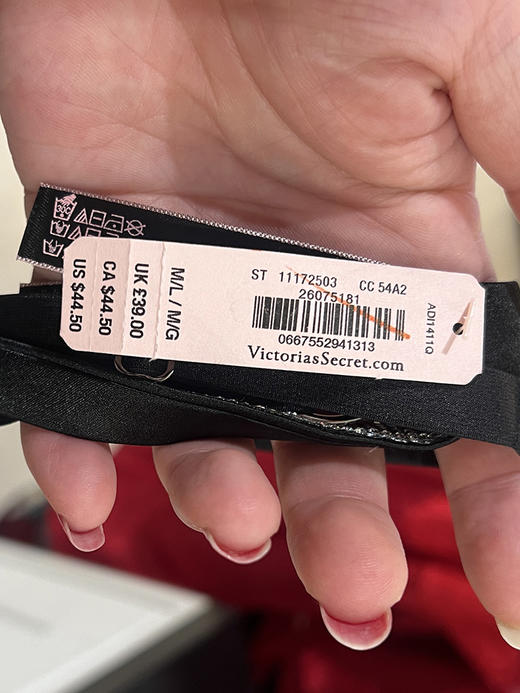 ST 11172503 CC 54A2
26075181
0667552941313
VictoriasSecret.com
ADI1411Q
M/L / M/G
UK £39.00
CA $44.50
US $44.50